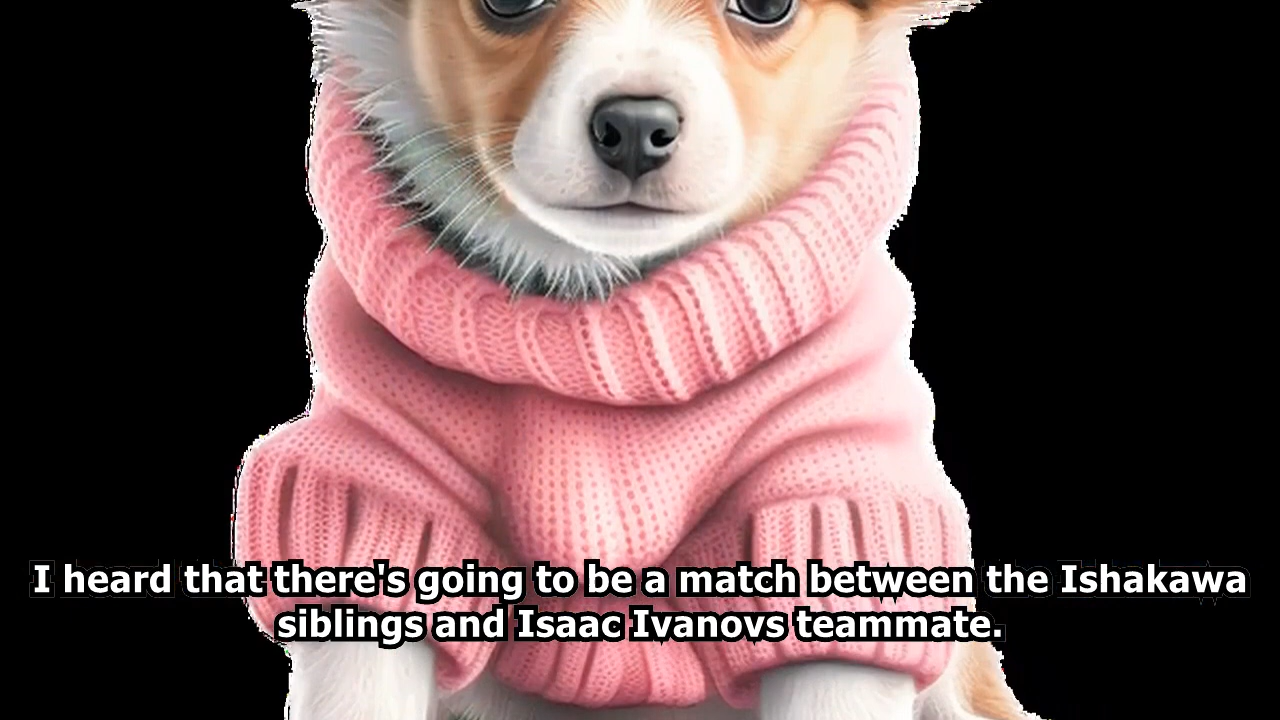 I heard that there's going to be a match between the Ishakawa
siblings and Isaac Ivanovs teammate.